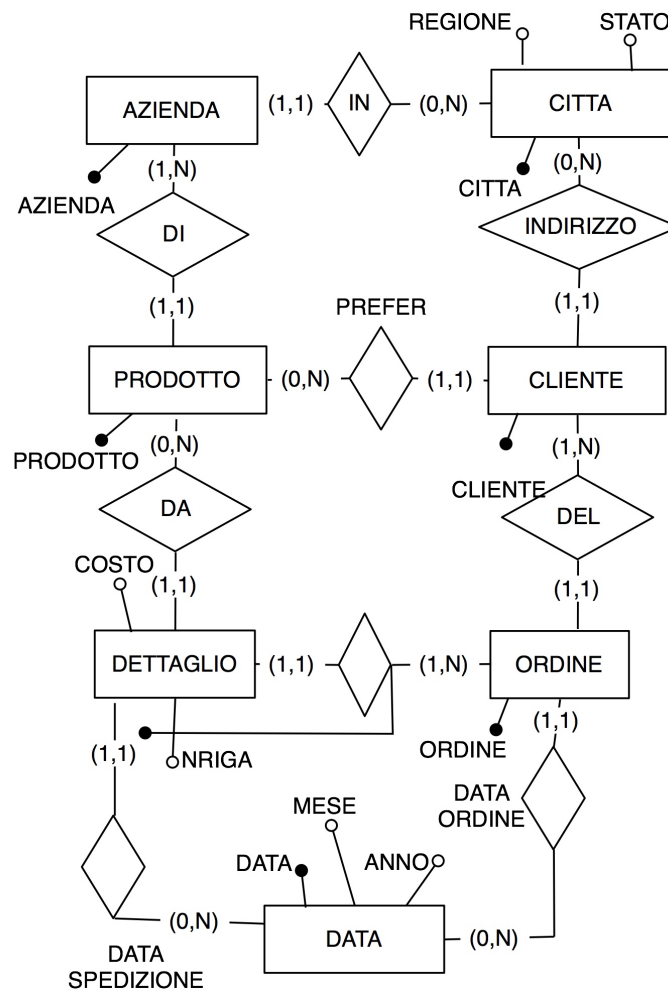 REGIONE STATO
AZIENDA (1,1) IN (0,N) CITTA
(1,N) (0,N)
AZIENDA CITTA
DI INDIRIZZO
(1,1) (1,1)
PREFER
PRODOTTO (0,N) (1,1) CLIENTE
(0,N) (1,N)
PRODOTTO
CLIENTE
DA DEL
COSTO
(1,1) (1,1)
DETTAGLIO (1,1) (1,N) ORDINE
(1,1)
(1,1) NRIGA ORDINE
DATA
ORDINE
MESE
DATA ANNO
(0,N) DATA (0,N)
DATA
SPEDIZIONE